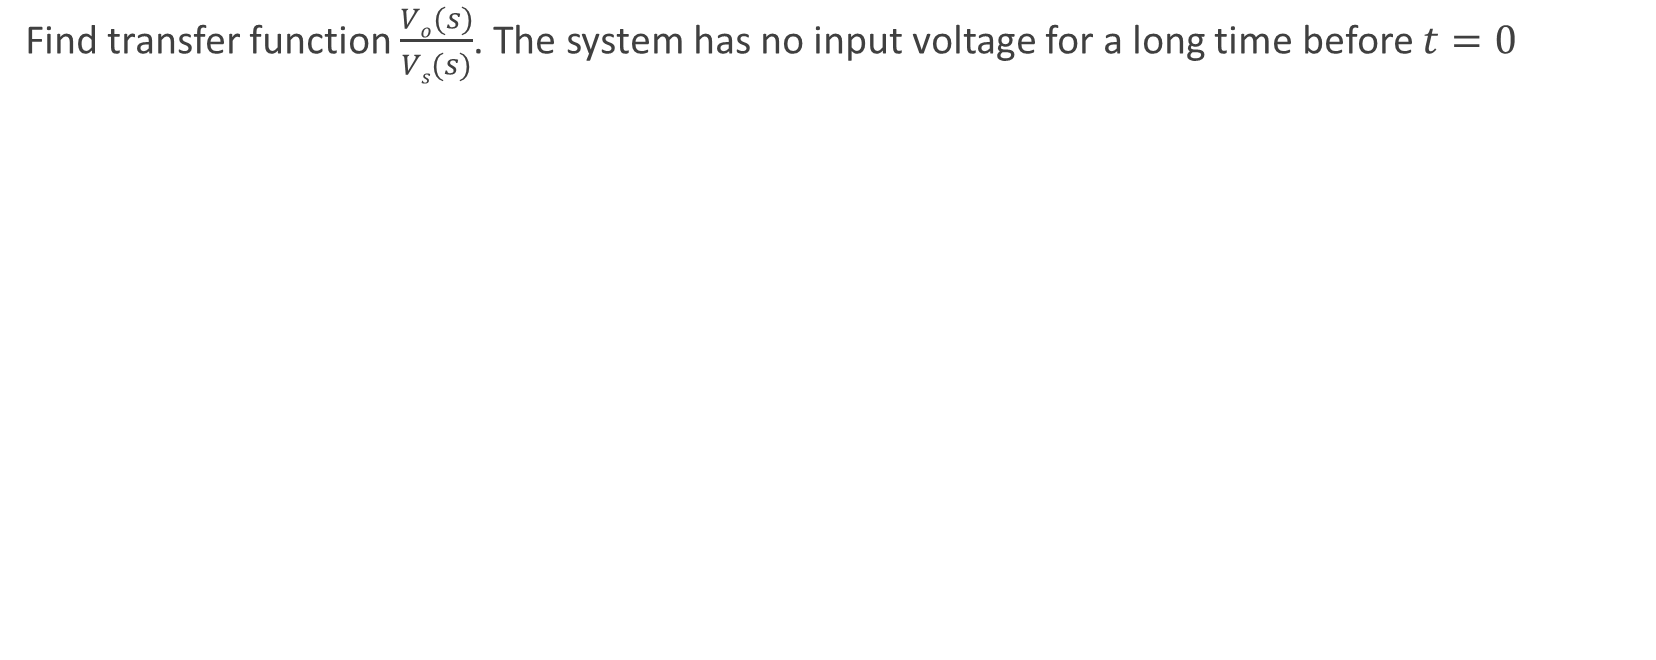 Find transfer function V_o(s)/V_s(s). The system has no input voltage for a long time before t = 0